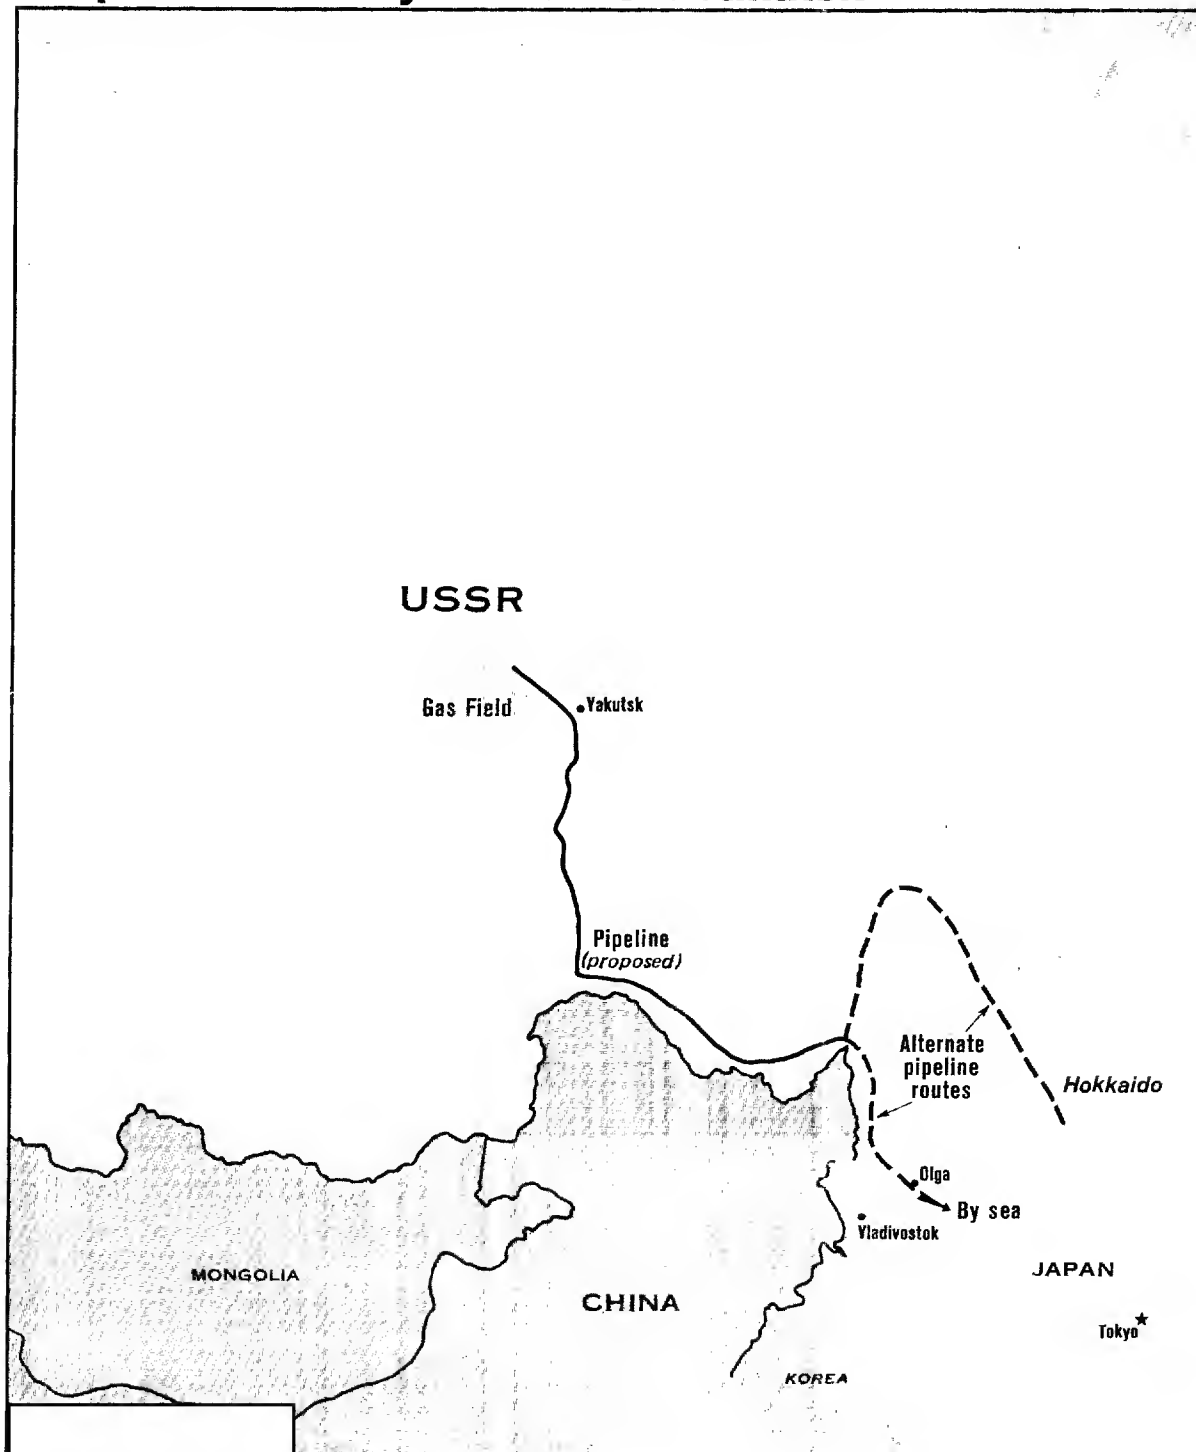 USSR
Gas Field
Yakutsk
Pipeline
(proposed)
Alternate
pipeline
routes
Hokkaido
Olga
By sea
Vladivostok
MONGOLIA
CHINA
JAPAN
Tokyo
KOREA